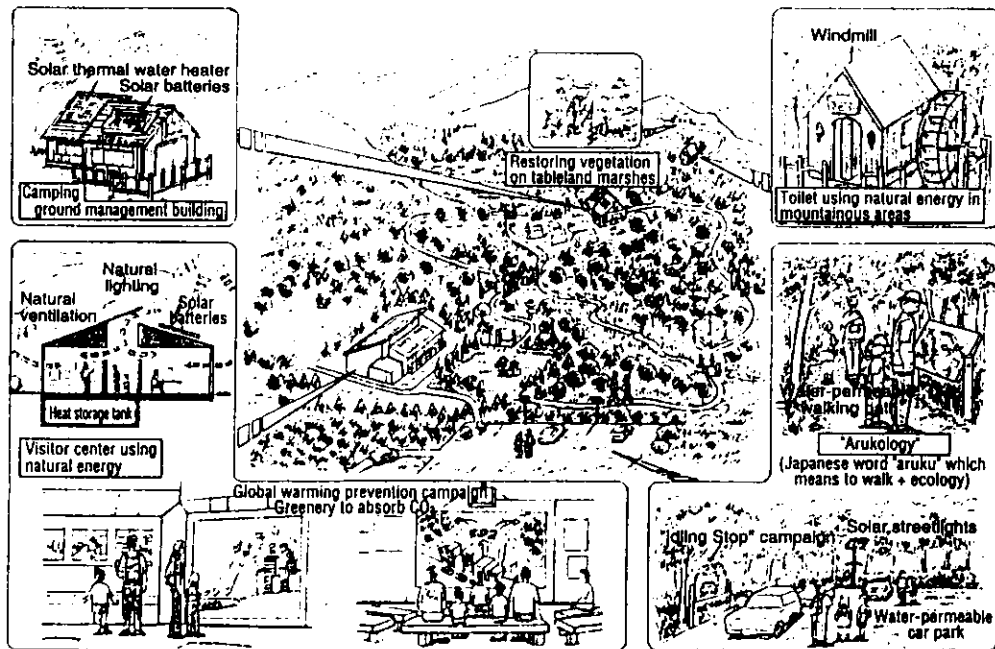 Solar thermal water heater
Solar batteries
Camping
ground management building
Restoring vegetation
on tableland marshes
Windmill
Toilet using natural energy in
mountainous areas
Natural
lighting
Natural
ventilation
Solar
batteries
Heat storage tank
Visitor center using
natural energy
walking
"Arukology"
(Japanese word "aruku" which
means to walk + ecology)
Global warming prevention campaign
Greenery to absorb CO₂
Stop" campaign
Solar streetlights
Water-permeable
car park